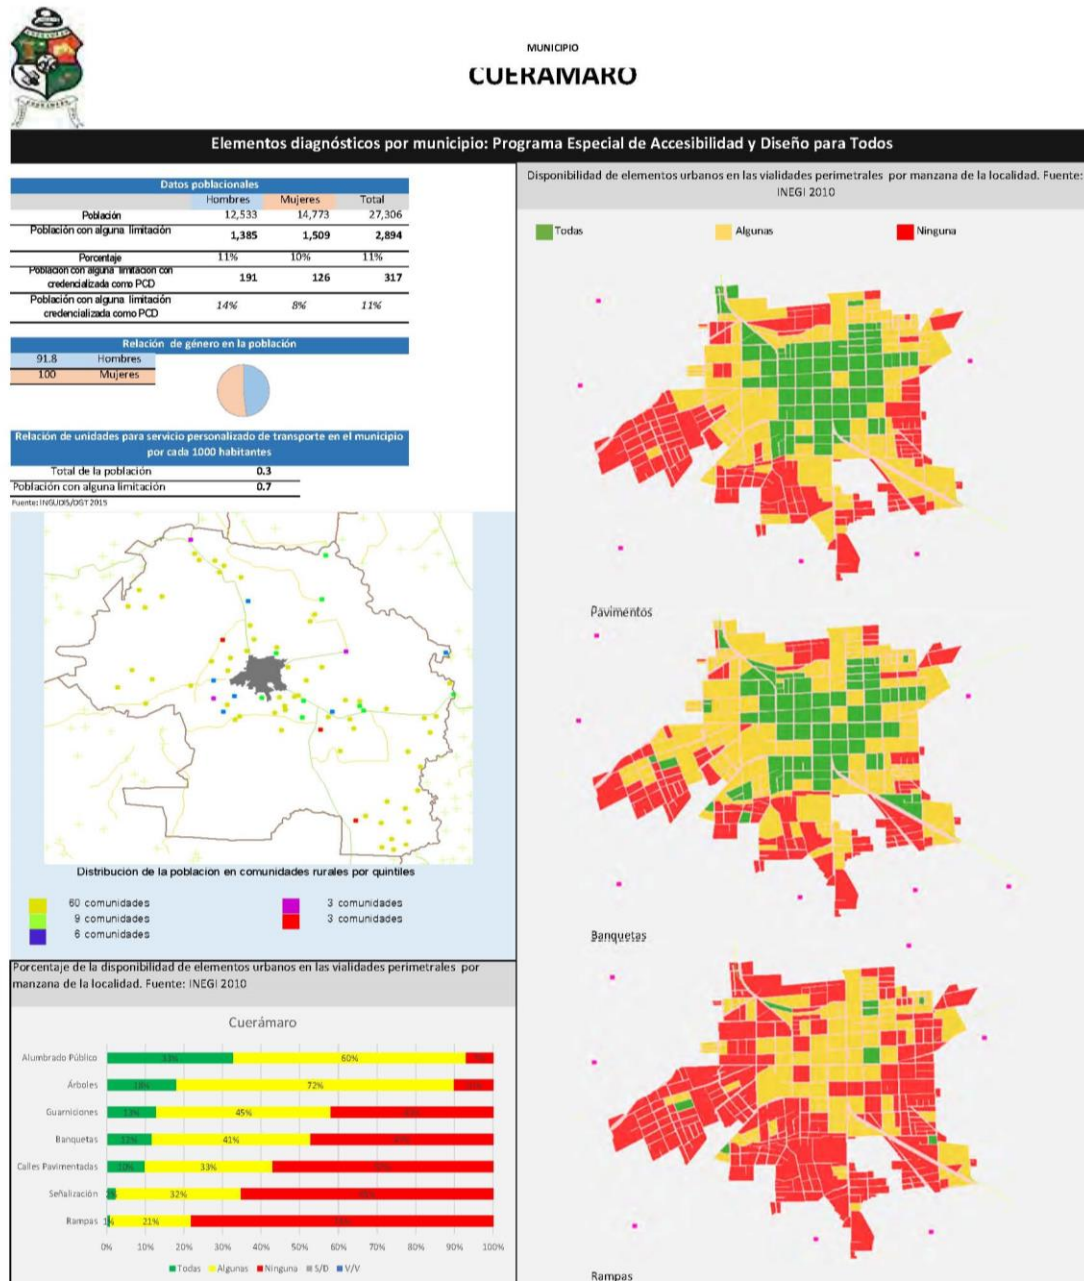 MUNICIPIO
CUERAMARO
Elementos diagnósticos por municipio: Programa Especial de Accesibilidad y Diseño para Todos
Datos poblacionales
Hombres Mujeres Total
Población 12,533 14,773 27,306
Población con alguna limitación 1,385 1,509 2,894
Porcentaje 11% 10% 11%
Población con alguna limitación con
credencializada como PCD 191 126 317
Población con alguna limitación
credencializada como PCD 14% 8% 11%
Relación de género en la población
91.8 Hombres
100 Mujeres
Relación de unidades para servicio personalizado de transporte en el municipio
por cada 1000 habitantes
Total de la población 0.3
Población con alguna limitación 0.7
Fuente: INGUDIS/DGT 2015
Distribución de la población en comunidades rurales por quintiles
60 comunidades 3 comunidades
9 comunidades 3 comunidades
6 comunidades
Porcentaje de la disponibilidad de elementos urbanos en las vialidades perimetrales por
manzana de la localidad. Fuente: INEGI 2010
Cuerámaro
Alumbrado Público 33% 60%
Árboles 18% 72%
Guarniciones 13% 45%
Banquetas 12% 41%
Calles Pavimentadas 10% 33%
Señalización 32%
Rampas 1% 21%
0% 10% 20% 30% 40% 50% 60% 70% 80% 90% 100%
Todas Algunas Ninguna S/D V/V
Disponibilidad de elementos urbanos en las vialidades perimetrales por manzana de la localidad. Fuente:
INEGI 2010
Todas Algunas Ninguna
Pavimentos
Banquetas
Rampas